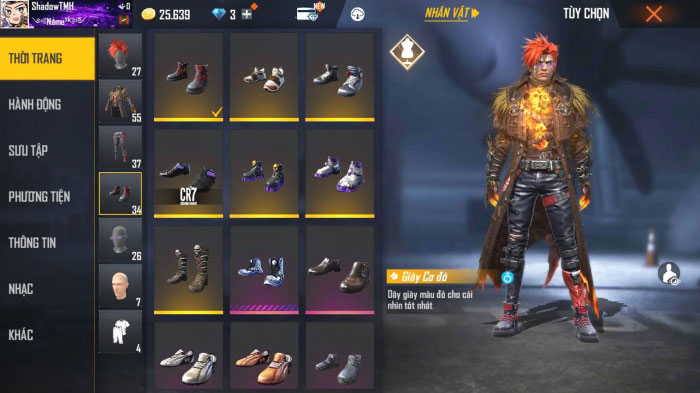 ShadowTMH
0
25.639
3
NEW
NHÂN VẬT
TÙY CHỌN
THỜI TRANG
HÀNH ĐỘNG
SƯU TẬP
PHƯƠNG TIỆN
THÔNG TIN
NHẠC
KHÁC
27
55
37
34
26
7
4
CR7
Giày Cơ đỏ
Dây giày màu đỏ cho cái
nhìn tốt nhất